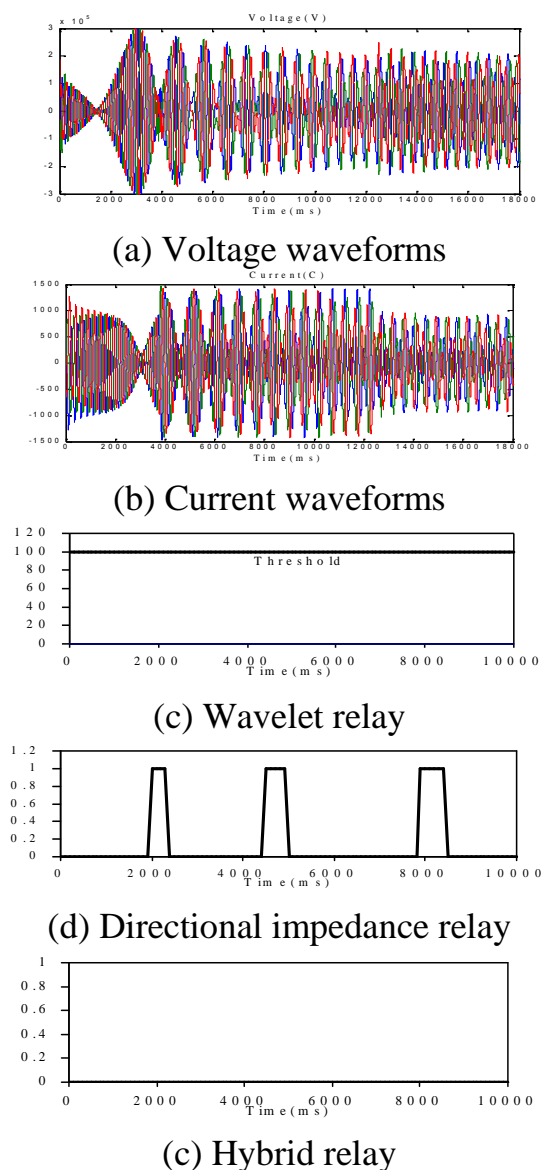 Voltage(V)
x 10⁵
3
2
1
0
-1
-2
-3
0 2000 4000 6000 8000 10000 12000 14000 16000 18000
Time(ms)
(a) Voltage waveforms
Current(C)
1500
1000
500
0
-500
-1000
-1500
0 2000 4000 6000 8000 10000 12000 14000 16000 18000
Time(ms)
(b) Current waveforms
120
100
80
60
40
20
0
Threshold
0 2000 4000 6000 8000 10000
Time(ms)
(c) Wavelet relay
1.2
1
0.8
0.6
0.4
0.2
0
0 2000 4000 6000 8000 10000
Time(ms)
(d) Directional impedance relay
1
0.8
0.6
0.4
0.2
0
0 2000 4000 6000 8000 10000
Time(ms)
(c) Hybrid relay